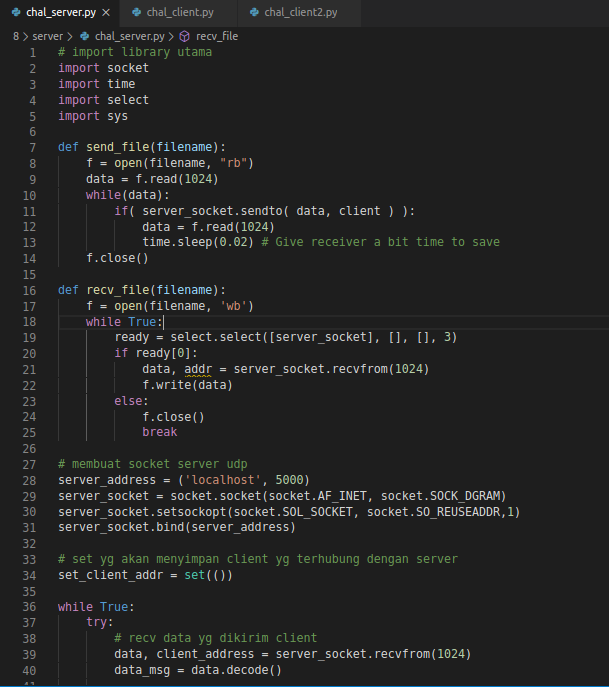 chal_server.py × chal_client.py chal_client2.py
8 > server > chal_server.py > recv_file
1 # import library utama
2 import socket
3 import time
4 import select
5 import sys
6
7 def send_file(filename):
8     f = open(filename, "rb")
9     data = f.read(1024)
10     while(data):
11         if( server_socket.sendto( data, client ) ):
12             data = f.read(1024)
13             time.sleep(0.02) # Give receiver a bit time to save
14     f.close()
15
16 def recv_file(filename):
17     f = open(filename, 'wb')
18     while True:
19         ready = select.select([server_socket], [], [], 3)
20         if ready[0]:
21             data, addr = server_socket.recvfrom(1024)
22             f.write(data)
23         else:
24             f.close()
25             break
26
27 # membuat socket server udp
28 server_address = ('localhost', 5000)
29 server_socket = socket.socket(socket.AF_INET, socket.SOCK_DGRAM)
30 server_socket.setsockopt(socket.SOL_SOCKET, socket.SO_REUSEADDR,1)
31 server_socket.bind(server_address)
32
33 # set yg akan menyimpan client yg terhubung dengan server
34 set_client_addr = set(())
35
36 while True:
37     try:
38         # recv data yg dikirim client
39         data, client_address = server_socket.recvfrom(1024)
40         data_msg = data.decode()